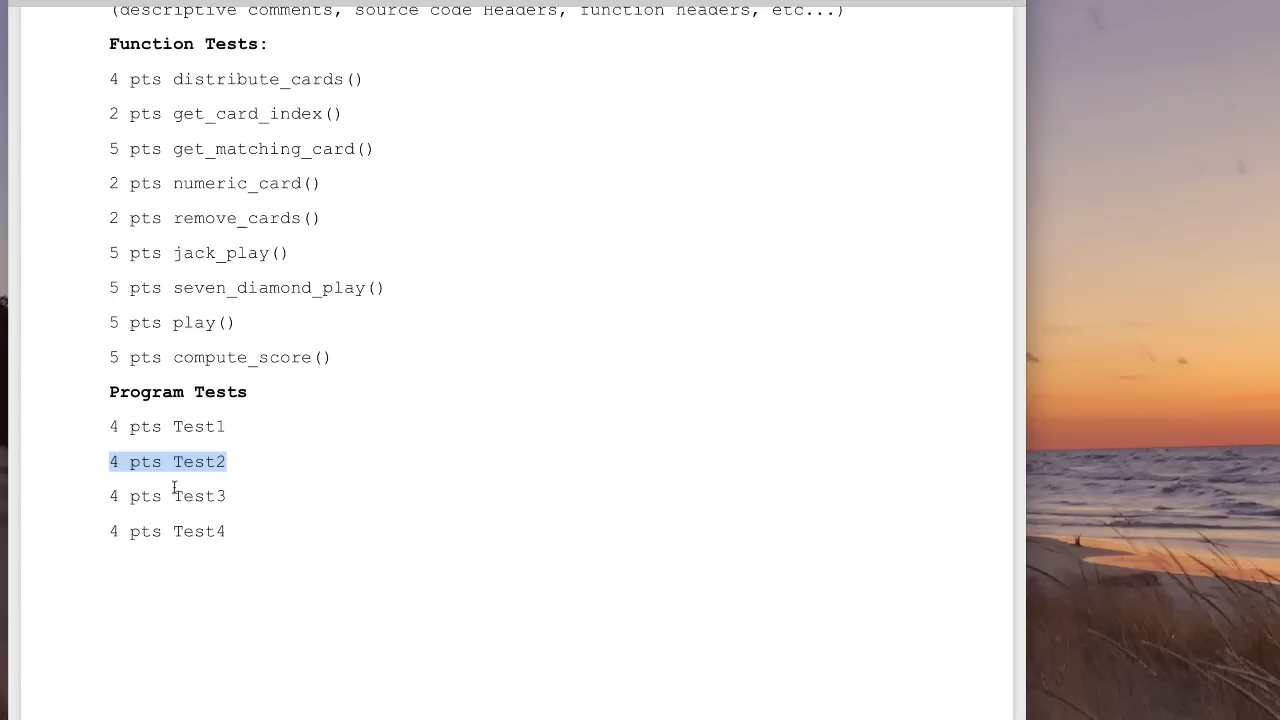 (descriptive comments, source code Headers, function headers, etc...)
Function Tests:
4 pts distribute_cards()
2 pts get_card_index()
5 pts get_matching_card()
2 pts numeric_card()
2 pts remove_cards()
5 pts jack_play()
5 pts seven_diamond_play()
5 pts play()
5 pts compute_score()
Program Tests
4 pts Test1
4 pts Test2
4 pts Test3
4 pts Test4